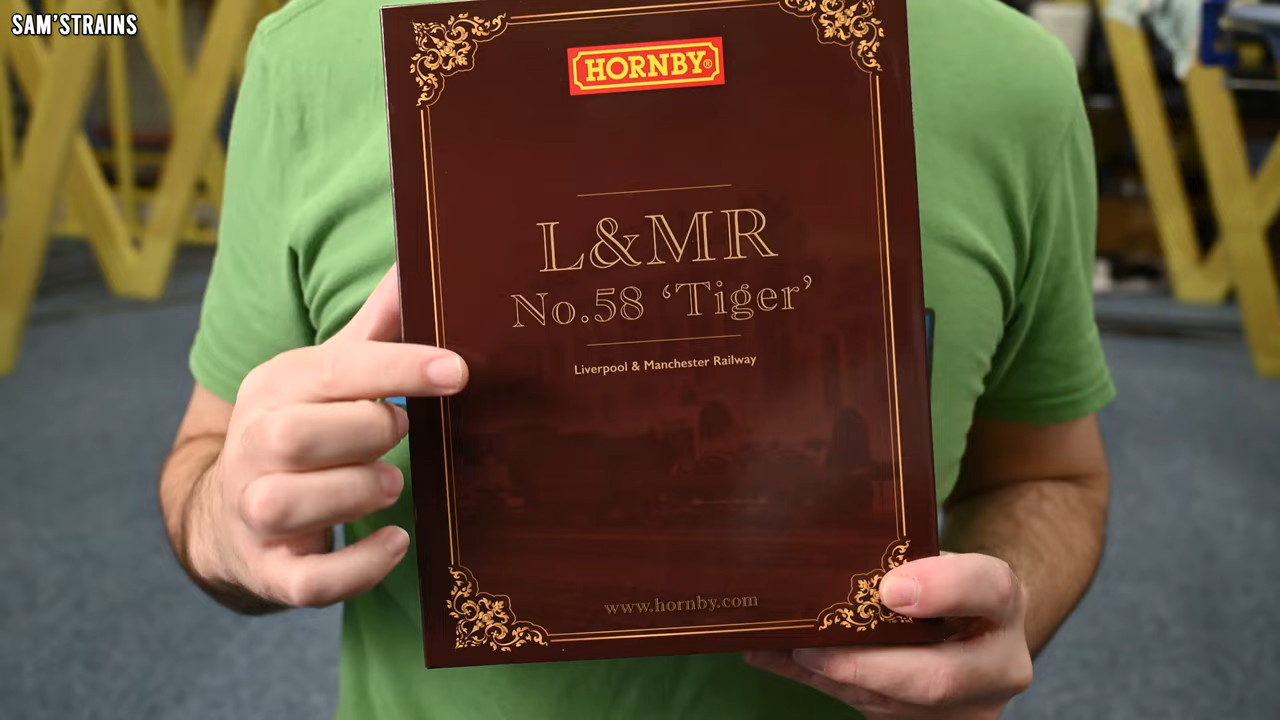 SAM'STRAINS
HORNBY®
L&MR
No.58 ‘Tiger’
Liverpool & Manchester Railway
www.hornby.com